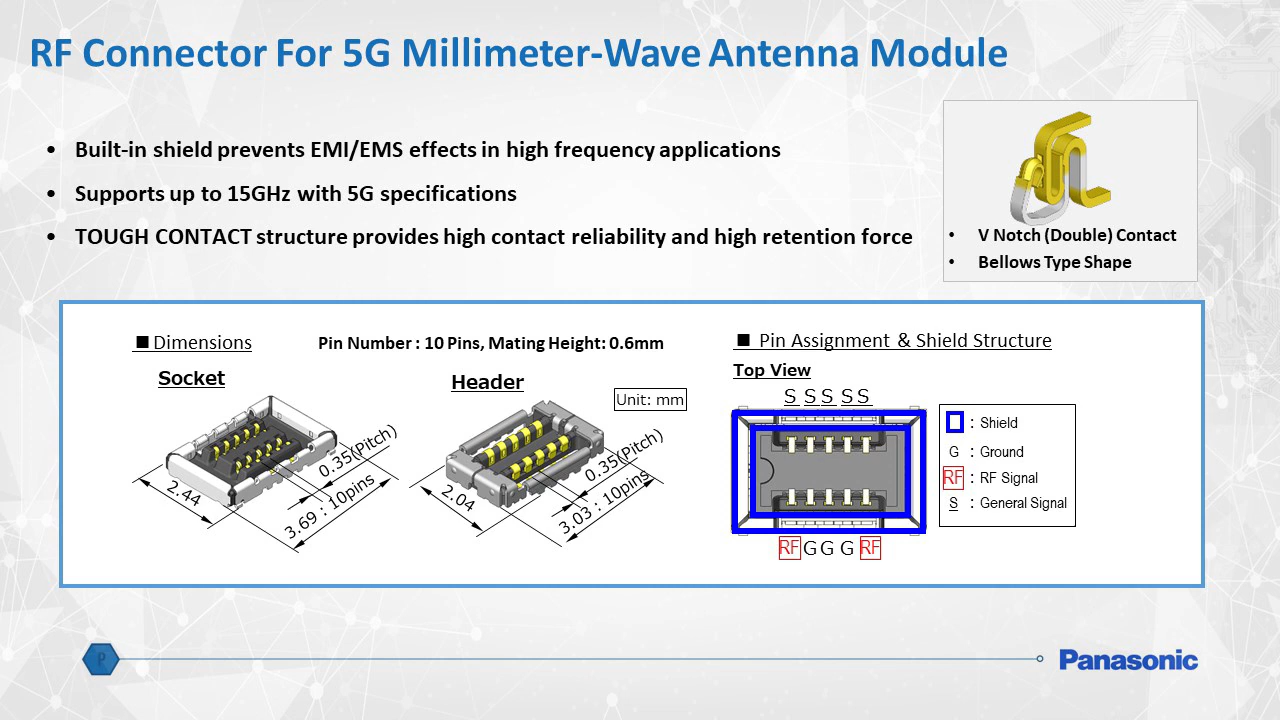 RF Connector For 5G Millimeter-Wave Antenna Module
• Built-in shield prevents EMI/EMS effects in high frequency applications
• Supports up to 15GHz with 5G specifications
• TOUGH CONTACT structure provides high contact reliability and high retention force
• V Notch (Double) Contact
• Bellows Type Shape
■ Dimensions
Pin Number : 10 Pins, Mating Height: 0.6mm
Socket
Header
Unit: mm
0.35(Pitch)
2.44
3.69 : 10pins
0.35(Pitch)
2.04
3.03 : 10pins
■ Pin Assignment & Shield Structure
Top View
S S S S S
RF G G G RF
: Shield
G : Ground
RF : RF Signal
S : General Signal
P
Panasonic